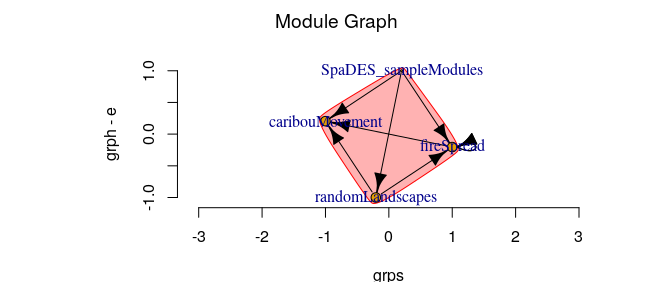 Module Graph
grph - e
1.0
0.0
-1.0
SpaDES_sampleModules
caribouMovement
fireSpread
randomLandscapes
-3
-2
-1
0
1
2
3
grps